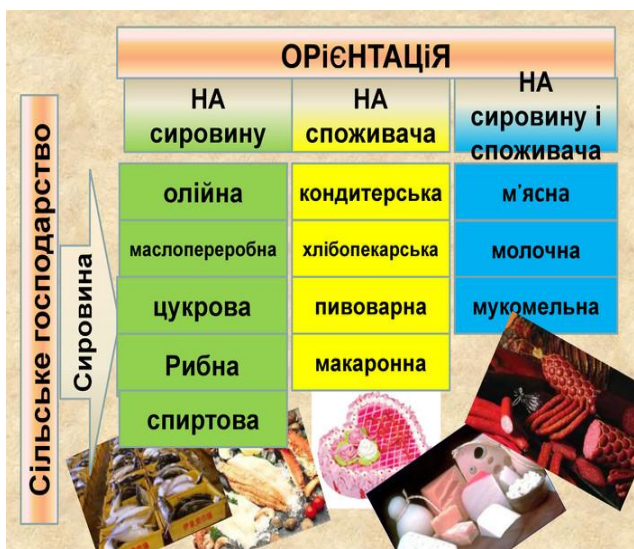 ОРіЄНТАЦіЯ
НА
сировину
НА
споживача
НА
сировину і
споживача
Сільське господарство
Сировина
олійна
кондитерська
м'ясна
маслопереробна
хлібопекарська
молочна
цукрова
пивоварна
мукомельна
Рибна
макаронна
спиртова